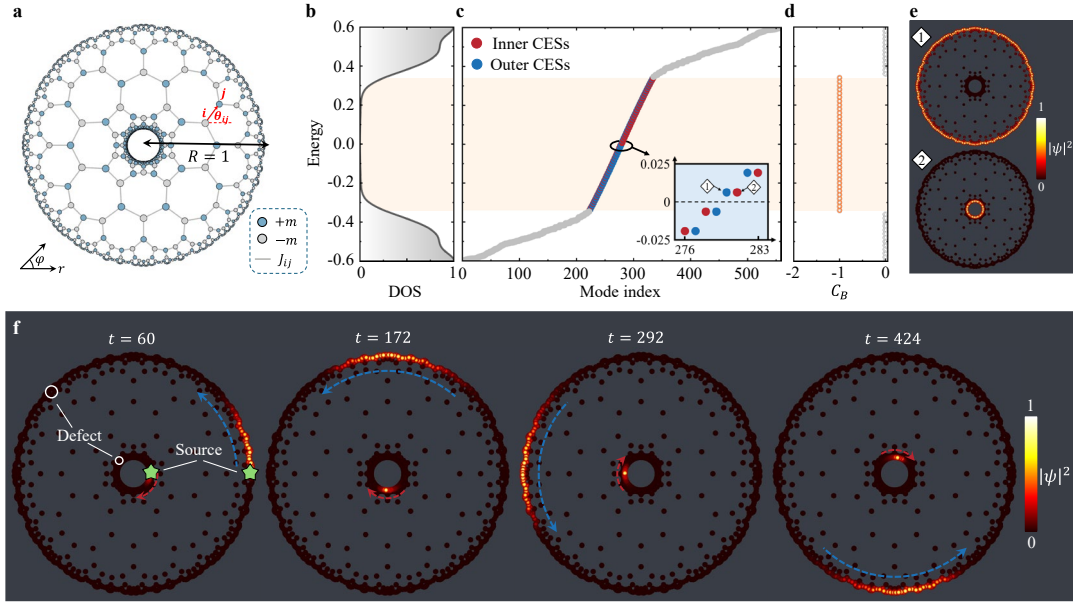 a
b
c
d
e
i
j
θij
R = 1
+m
−m
Jij
φ
r
Energy
0.6
0.4
0.2
0.0
-0.2
-0.4
-0.6
0
1
DOS
Inner CESs
Outer CESs
0.025
0
-0.025
276
283
1
2
0
100
200
300
400
500
Mode index
-2
-1
0
C_B
1
2
1
|ψ|²
0
f
t = 60
t = 172
t = 292
t = 424
Defect
Source
1
|ψ|²
0